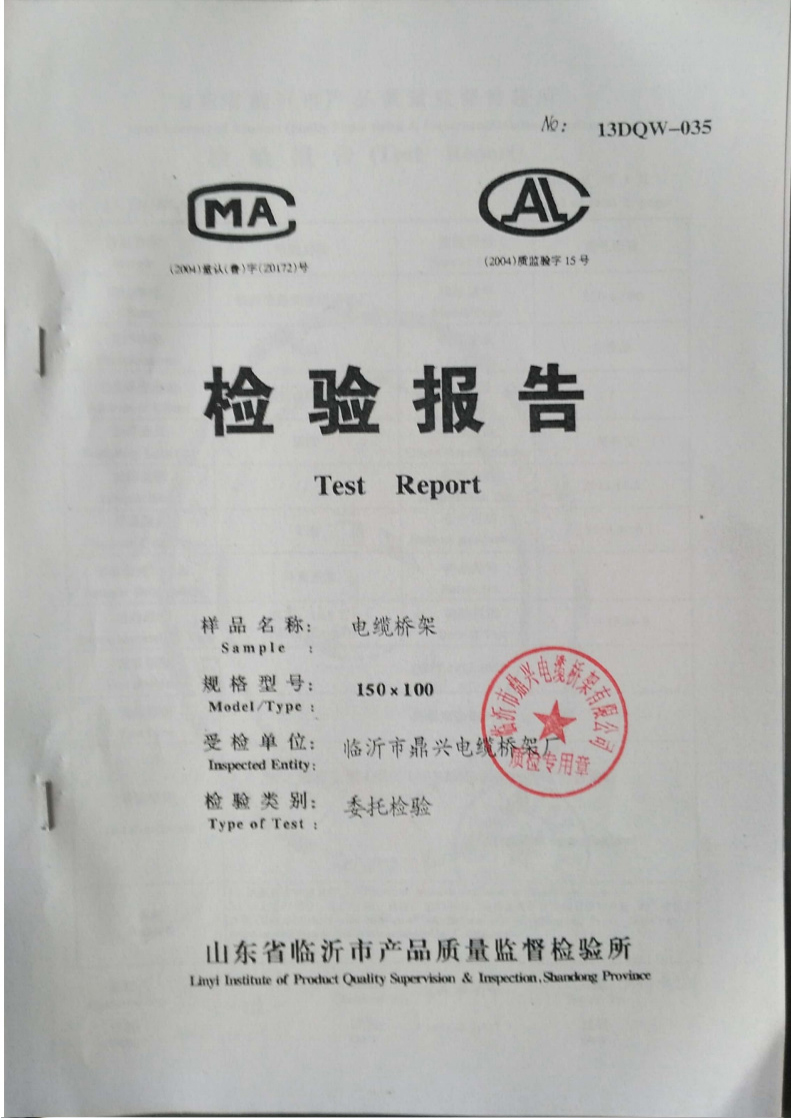 No: 13DQW-035
CMA
CAL
(2004)量认(鲁)字(Z0172)号
(2004)质监验字 15 号
检验报告
Test Report
样品名称: 电缆桥架
Sample :
规格型号: 150×100
Model/Type :
受检单位: 临沂市鼎兴电缆桥架厂
Inspected Entity:
检验类别: 委托检验
Type of Test :
临沂市鼎兴电缆桥架有限公司
质检专用章
山东省临沂市产品质量监督检验所
Linyi Institute of Product Quality Supervision & Inspection, Shandong Province